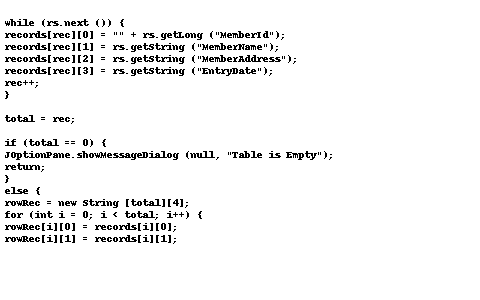 while (rs.next ()) {
records[rec][0] = "" + rs.getLong ("MemberId");
records[rec][1] = rs.getString ("MemberName");
records[rec][2] = rs.getString ("MemberAddress");
records[rec][3] = rs.getString ("EntryDate");
rec++;
}
total = rec;
if (total == 0) {
JOptionPane.showMessageDialog (null, "Table is Empty");
return;
}
else {
rowRec = new String [total][4];
for (int i = 0; i < total; i++) {
rowRec[i][0] = records[i][0];
rowRec[i][1] = records[i][1];